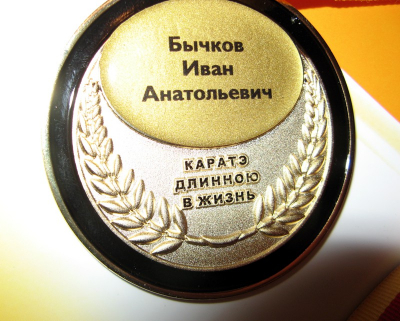 Бычков
Иван
Анатольевич
КАРАТЭ
ДЛИННОЮ
В ЖИЗНЬ